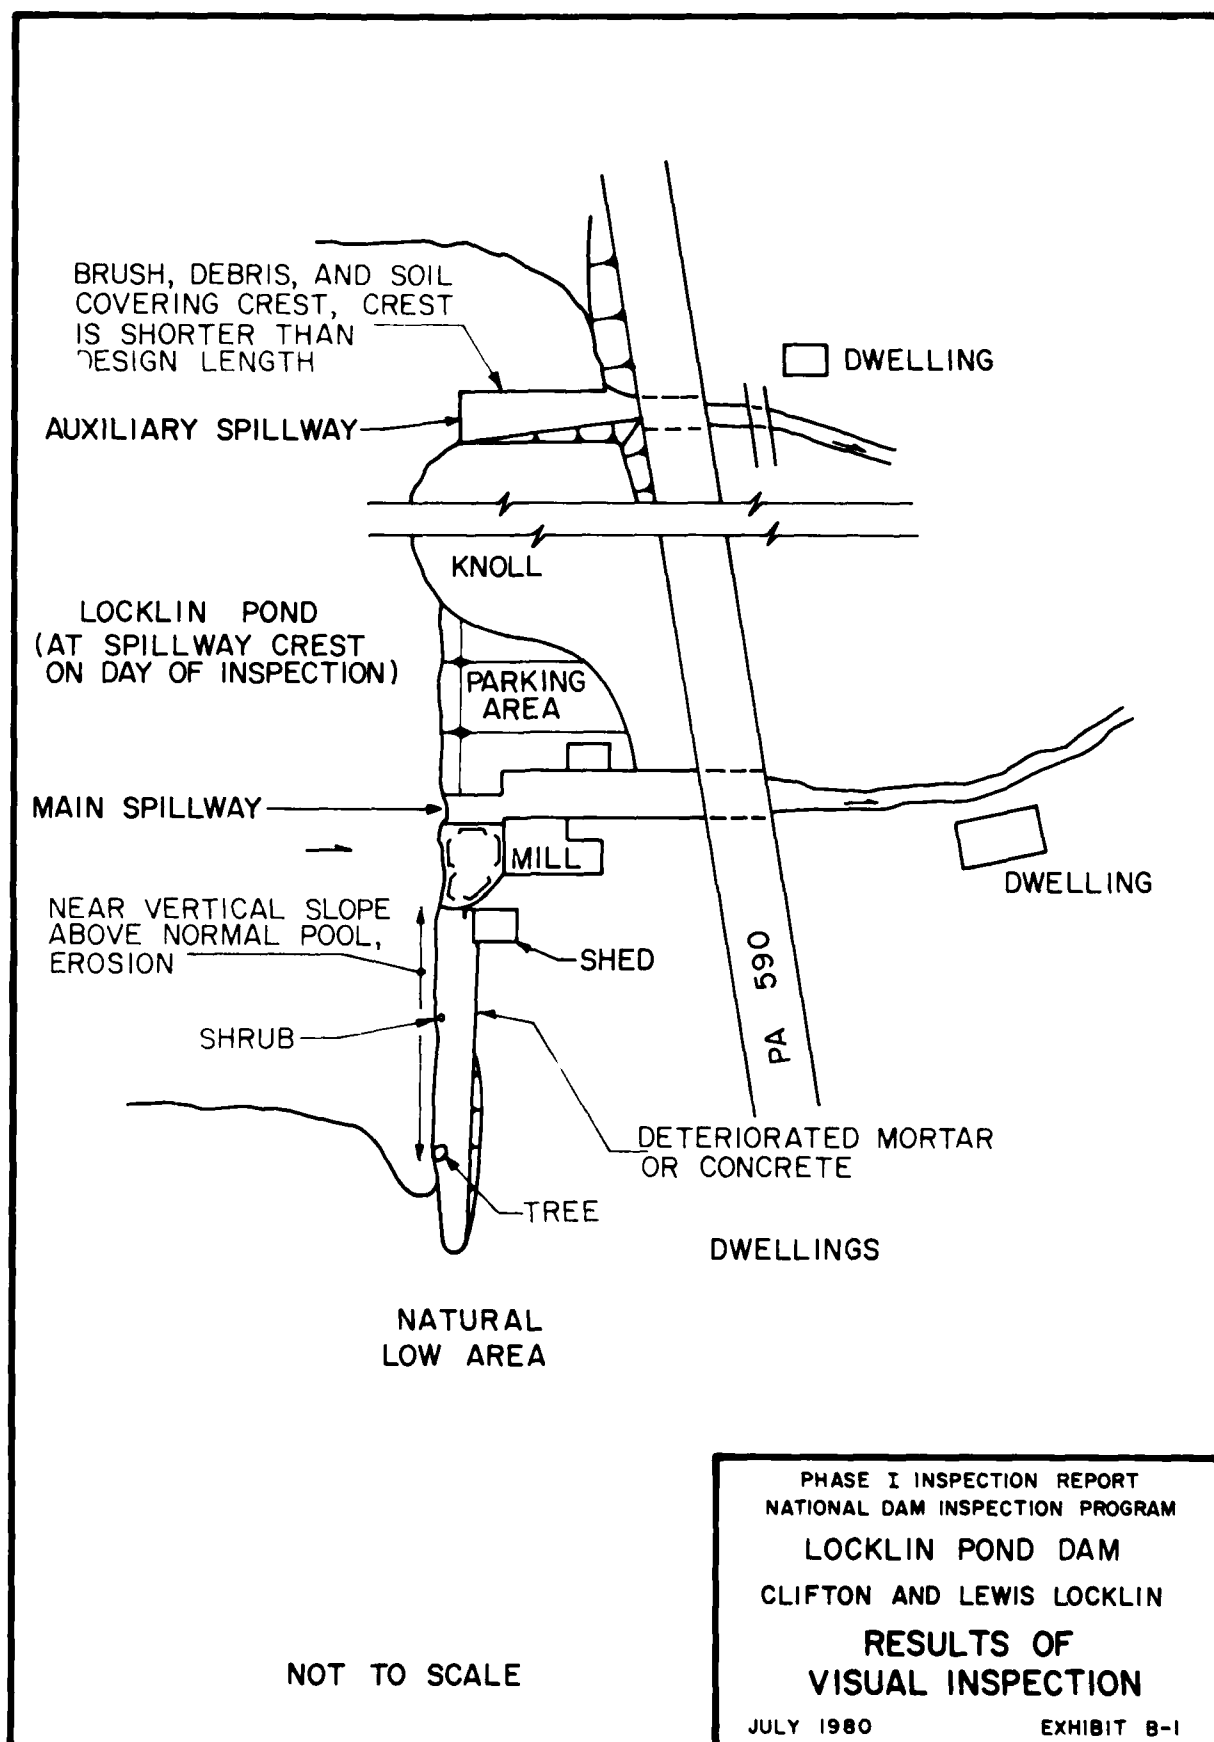 BRUSH, DEBRIS, AND SOIL
COVERING CREST, CREST
IS SHORTER THAN
DESIGN LENGTH
DWELLING
AUXILIARY SPILLWAY
KNOLL
LOCKLIN POND
(AT SPILLWAY CREST
ON DAY OF INSPECTION)
PARKING
AREA
MAIN SPILLWAY
MILL
DWELLING
NEAR VERTICAL SLOPE
ABOVE NORMAL POOL,
EROSION
SHED
PA 590
SHRUB
DETERIORATED MORTAR
OR CONCRETE
TREE
DWELLINGS
NATURAL
LOW AREA
NOT TO SCALE
PHASE I INSPECTION REPORT
NATIONAL DAM INSPECTION PROGRAM
LOCKLIN POND DAM
CLIFTON AND LEWIS LOCKLIN
RESULTS OF
VISUAL INSPECTION
JULY 1980 EXHIBIT B-1